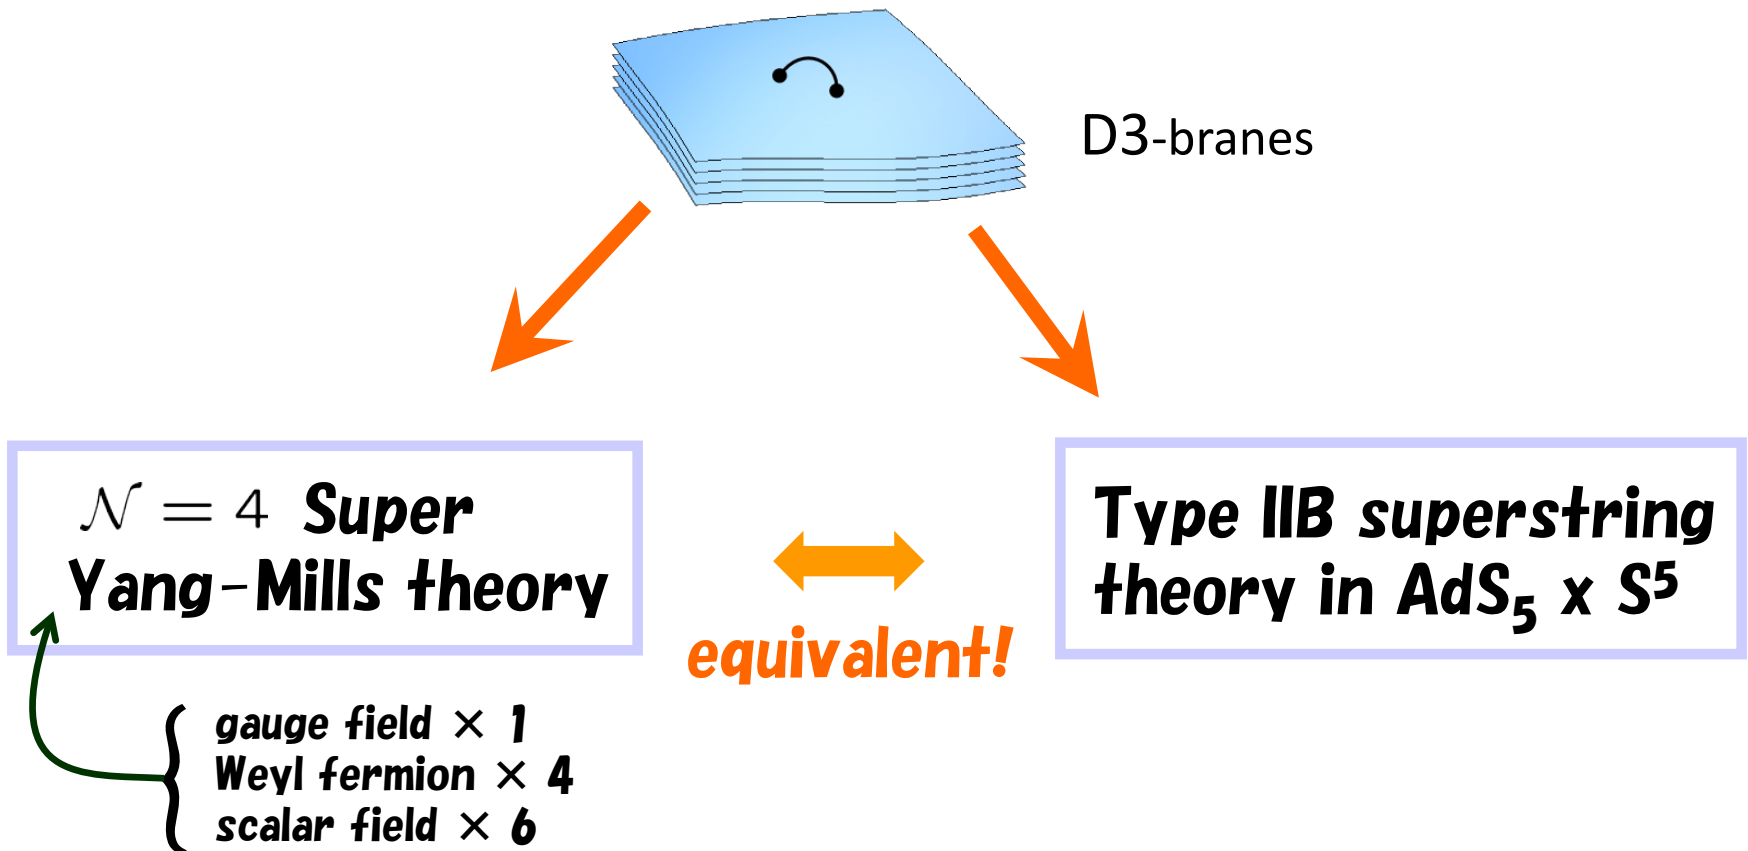 D3-branes
𝒩 = 4 Super
Yang-Mills theory
equivalent!
Type IIB superstring
theory in AdS₅ x S⁵
gauge field × 1
Weyl fermion × 4
scalar field × 6